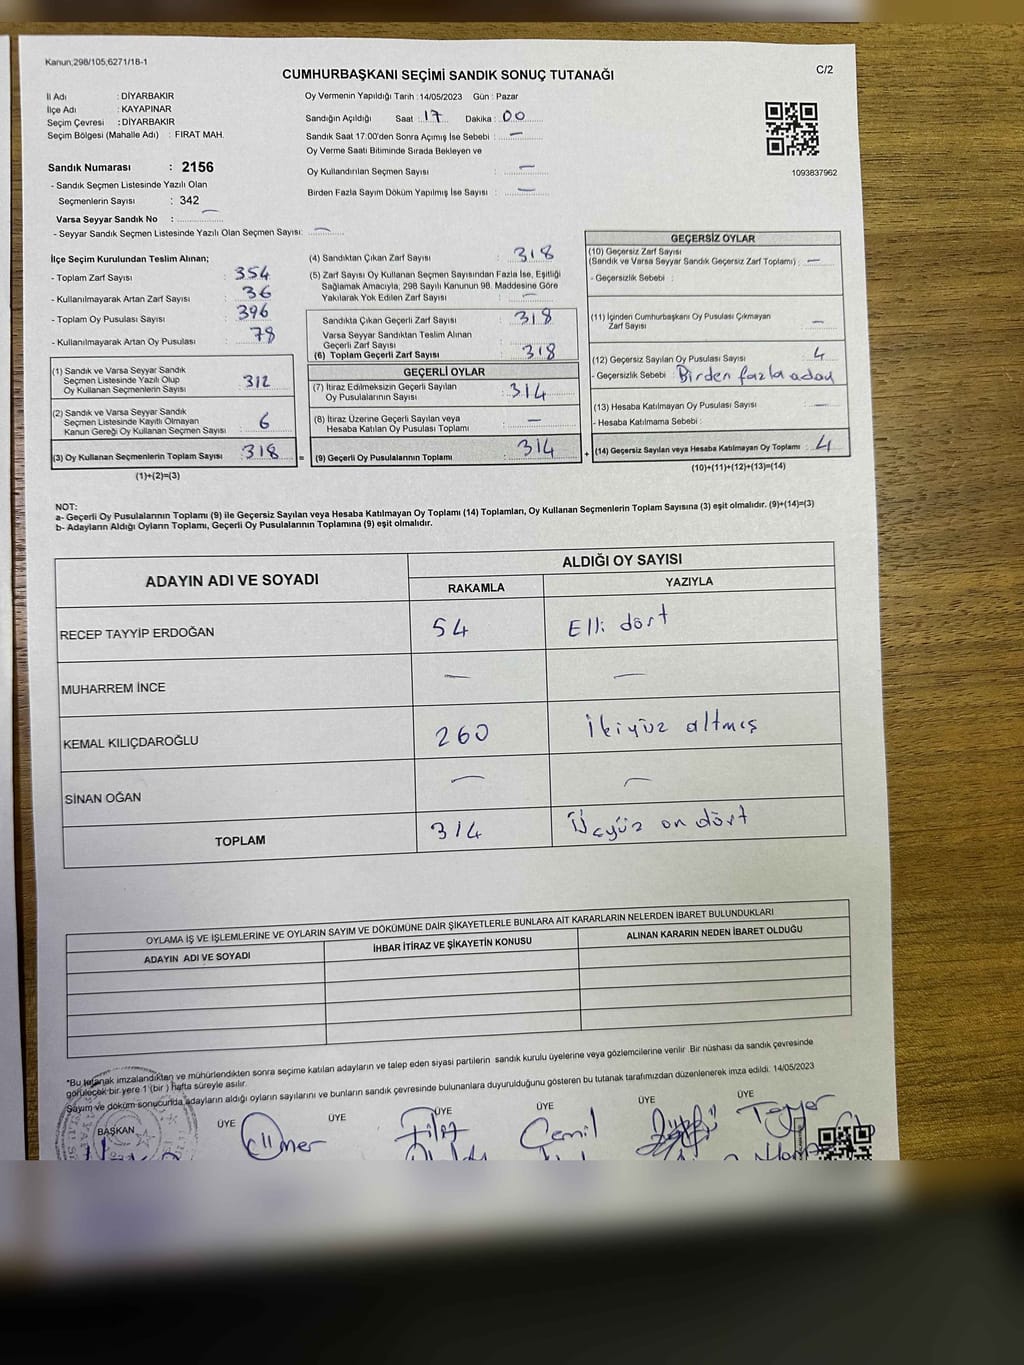 Kanun,298/105,6271/18-1
CUMHURBAŞKANI SEÇİMİ SANDIK SONUÇ TUTANAĞI
C/2
İl Adı : DİYARBAKIR
İlçe Adı : KAYAPINAR
Seçim Çevresi : DİYARBAKIR
Seçim Bölgesi (Mahalle Adı) : FIRAT MAH.
Sandık Numarası : 2156
- Sandık Seçmen Listesinde Yazılı Olan
Seçmenlerin Sayısı : 342
Varsa Seyyar Sandık No : —
- Seyyar Sandık Seçmen Listesinde Yazılı Olan Seçmen Sayısı: —
Oy Vermenin Yapıldığı Tarih :14/05/2023 Gün : Pazar
Sandığın Açıldığı Saat : 17 Dakika : 00
Sandık Saat 17:00'den Sonra Açımış İse Sebebi : —
Oy Verme Saati Bitiminde Sırada Bekleyen ve
Oy Kullandırılan Seçmen Sayısı : —
Birden Fazla Sayım Döküm Yapılmış İse Sayısı : —
1093837962
İlçe Seçim Kurulundan Teslim Alınan;
- Toplam Zarf Sayısı : 354
- Kullanılmayarak Artan Zarf Sayısı : 36
- Toplam Oy Pusulası Sayısı : 396
- Kullanılmayarak Artan Oy Pusulası : 78
(1) Sandık ve Varsa Seyyar Sandık
Seçmen Listesinde Yazılı Olup
Oy Kullanan Seçmenlerin Sayısı : 312
(2) Sandık ve Varsa Seyyar Sandık
Seçmen Listesinde Kayıtlı Olmayan
Kanun Gereği Oy Kullanan Seçmen Sayısı : 6
(3) Oy Kullanan Seçmenlerin Toplam Sayısı : 318
(1)+(2)=(3)
(4) Sandıktan Çıkan Zarf Sayısı : 318
(5) Zarf Sayısı Oy Kullanan Seçmen Sayısından Fazla İse, Eşitliği
Sağlamak Amacıyla, 298 Sayılı Kanunun 98. Maddesine Göre
Yakılarak Yok Edilen Zarf Sayısı : —
Sandıkta Çıkan Geçerli Zarf Sayısı : 318
Varsa Seyyar Sandıktan Teslim Alınan
Geçerli Zarf Sayısı :
(6) Toplam Geçerli Zarf Sayısı : 318
GEÇERLİ OYLAR
(7) İtiraz Edilmeksizin Geçerli Sayılan
Oy Pusulalarının Sayısı : 314
(8) İtiraz Üzerine Geçerli Sayılan veya
Hesaba Katılan Oy Pusulası Toplamı : —
= (9) Geçerli Oy Pusulalarının Toplamı : 314
GEÇERSİZ OYLAR
(10) Geçersiz Zarf Sayısı
(Sandık ve Varsa Seyyar Sandık Geçersiz Zarf Toplamı) : —
- Geçersizlik Sebebi :
(11) İçinden Cumhurbaşkanı Oy Pusulası Çıkmayan
Zarf Sayısı : —
(12) Geçersiz Sayılan Oy Pusulası Sayısı : 4
- Geçersizlik Sebebi : Birden fazla aday
(13) Hesaba Katılmayan Oy Pusulası Sayısı : —
- Hesaba Katılmama Sebebi :
+ (14) Geçersiz Sayılan veya Hesaba Katılmayan Oy Toplamı : 4
(10)+(11)+(12)+(13)=(14)
NOT:
a- Geçerli Oy Pusulalarının Toplamı (9) ile Geçersiz Sayılan veya Hesaba Katılmayan Oy Toplamı (14) Toplamları, Oy Kullanan Seçmenlerin Toplam Sayısına (3) eşit olmalıdır. (9)+(14)=(3)
b- Adayların Aldığı Oyların Toplamı, Geçerli Oy Pusulalarının Toplamına (9) eşit olmalıdır.
ADAYIN ADI VE SOYADI
ALDIĞI OY SAYISI
RAKAMLA YAZIYLA
RECEP TAYYİP ERDOĞAN 54 Elli dört
MUHARREM İNCE — —
KEMAL KILIÇDAROĞLU 260 İkiyüz altmış
SİNAN OĞAN — —
TOPLAM 314 Üçyüz on dört
OYLAMA İŞ VE İŞLEMLERİNE VE OYLARIN SAYIM VE DÖKÜMÜNE DAİR ŞİKAYETLERLE BUNLARA AİT KARARLARIN NELERDEN İBARET BULUNDUKLARI
ADAYIN ADI VE SOYADI İHBAR İTİRAZ VE ŞİKAYETİN KONUSU ALINAN KARARIN NEDEN İBARET OLDUĞU
*Bu tutanak imzalandıktan ve mühürlendikten sonra seçime katılan adayların ve talep eden siyasi partilerin sandık kurulu üyelerine veya gözlemcilerine verilir. Bir nüshası da sandık çevresinde
görülecek bir yere 1 (bir) hafta süreyle asılır.
Sayım ve döküm sonucunda adayların aldığı oyların sayılarını ve bunların sandık çevresinde bulunanlara duyurulduğunu gösteren bu tutanak tarafımızdan düzenlenerek imza edildi. 14/05/2023
BAŞKAN ÜYE ÜYE ÜYE ÜYE ÜYE ÜYE
Ömer Filiz Cemil